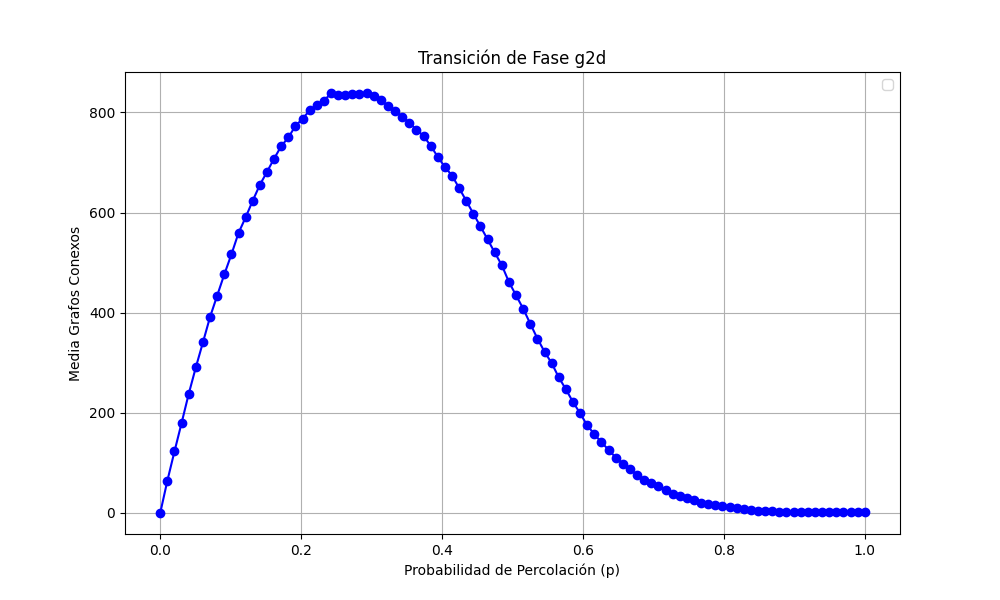 Transición de Fase g2d
Media Grafos Conexos
800
600
400
200
0
0.0 0.2 0.4 0.6 0.8 1.0
Probabilidad de Percolación (p)